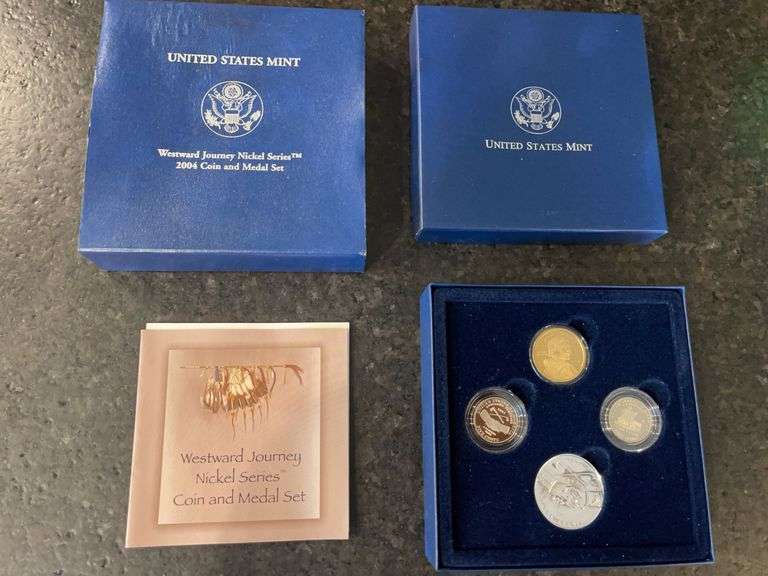 UNITED STATES MINT
Westward Journey Nickel Series™
2004 Coin and Medal Set
UNITED STATES MINT
Westward Journey
Nickel Series™
Coin and Medal Set